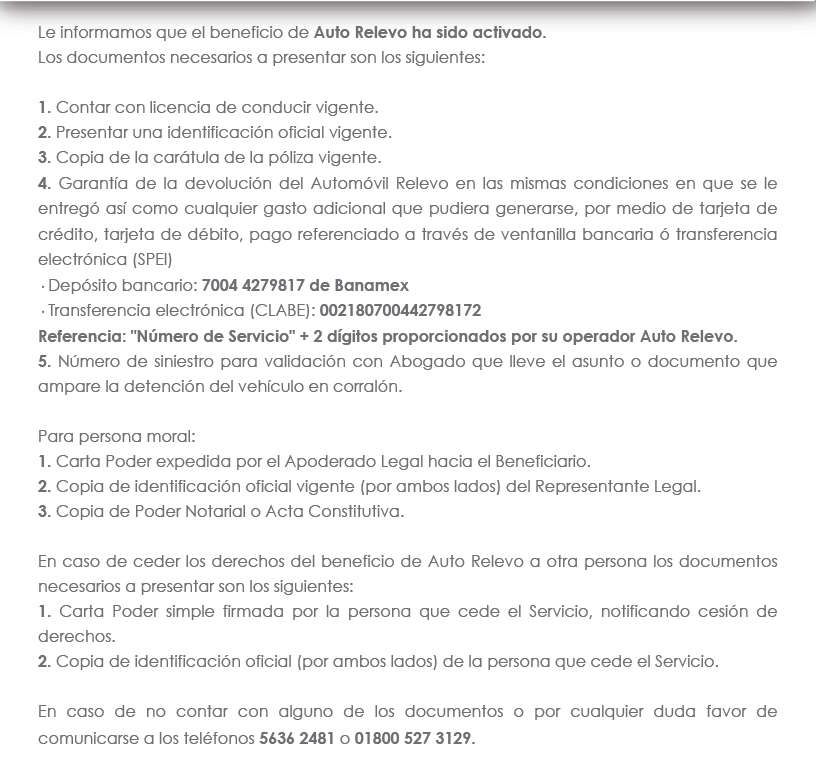 Le informamos que el beneficio de Auto Relevo ha sido activado.
Los documentos necesarios a presentar son los siguientes:
1. Contar con licencia de conducir vigente.
2. Presentar una identificación oficial vigente.
3. Copia de la carátula de la póliza vigente.
4. Garantía de la devolución del Automóvil Relevo en las mismas condiciones en que se le
entregó así como cualquier gasto adicional que pudiera generarse, por medio de tarjeta de
crédito, tarjeta de débito, pago referenciado a través de ventanilla bancaria ó transferencia
electrónica (SPEI)
· Depósito bancario: 7004 4279817 de Banamex
· Transferencia electrónica (CLABE): 002180700442798172
Referencia: "Número de Servicio" + 2 dígitos proporcionados por su operador Auto Relevo.
5. Número de siniestro para validación con Abogado que lleve el asunto o documento que
ampare la detención del vehículo en corralón.
Para persona moral:
1. Carta Poder expedida por el Apoderado Legal hacia el Beneficiario.
2. Copia de identificación oficial vigente (por ambos lados) del Representante Legal.
3. Copia de Poder Notarial o Acta Constitutiva.
En caso de ceder los derechos del beneficio de Auto Relevo a otra persona los documentos
necesarios a presentar son los siguientes:
1. Carta Poder simple firmada por la persona que cede el Servicio, notificando cesión de
derechos.
2. Copia de identificación oficial (por ambos lados) de la persona que cede el Servicio.
En caso de no contar con alguno de los documentos o por cualquier duda favor de
comunicarse a los teléfonos 5636 2481 o 01800 527 3129.